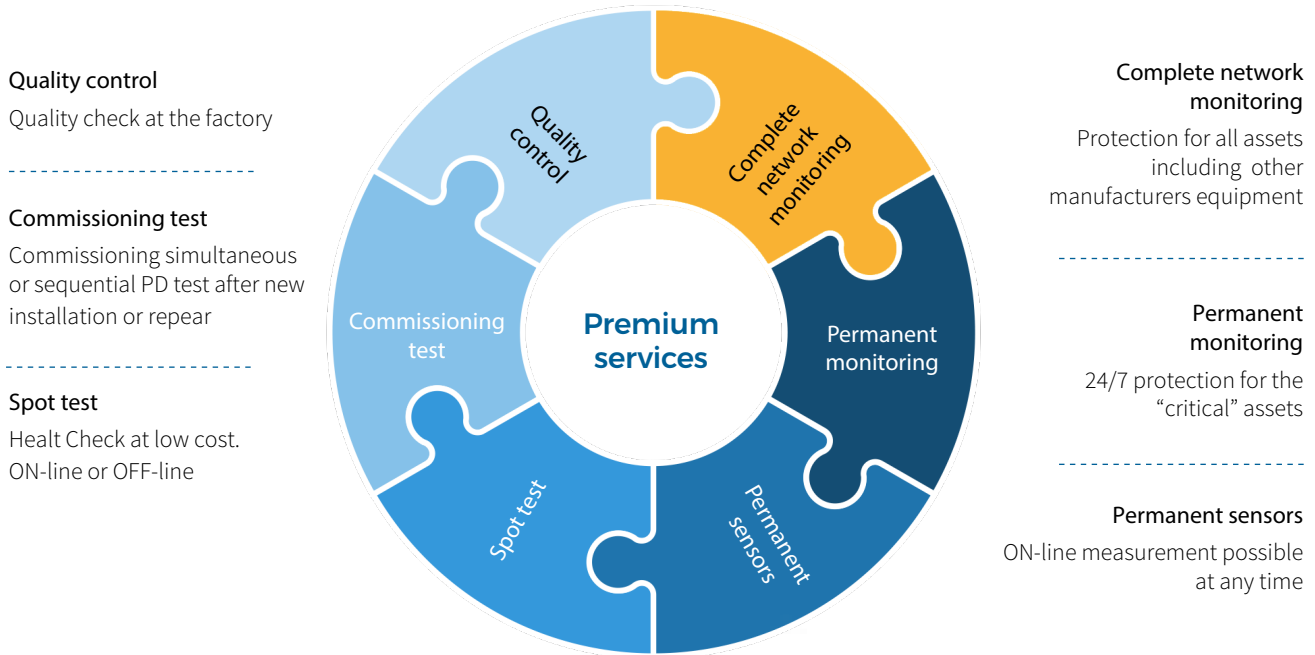 Quality control
Quality check at the factory
Commissioning test
Commissioning simultaneous
or sequential PD test after new
installation or repear
Spot test
Healt Check at low cost.
ON-line or OFF-line
Quality
control
Complete
network
monitoring
Commissioning
test
Premium
services
Permanent
monitoring
Spot test
Permanent
sensors
Complete network
monitoring
Protection for all assets
including other
manufacturers equipment
Permanent
monitoring
24/7 protection for the
“critical” assets
Permanent sensors
ON-line measurement possible
at any time